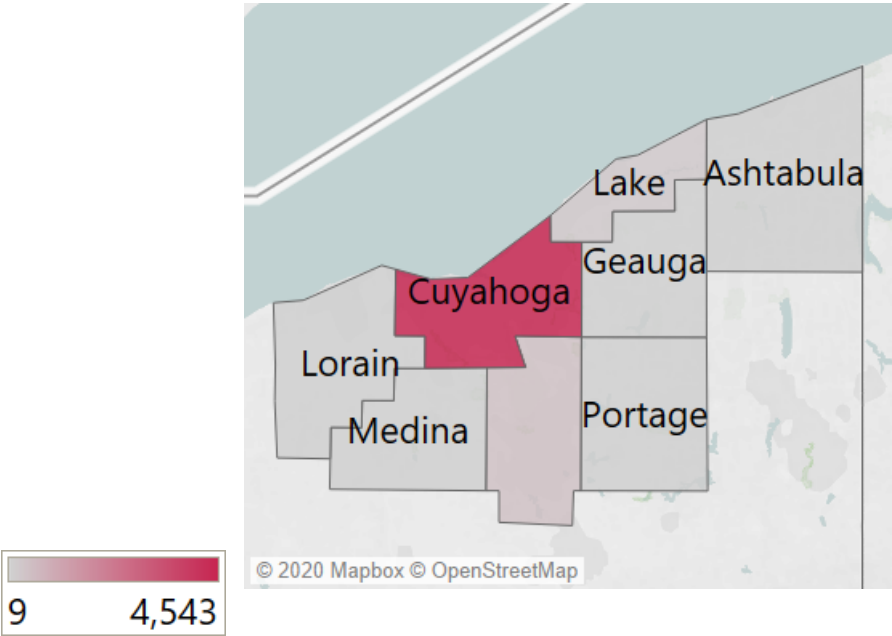 Lake
Ashtabula
Geauga
Cuyahoga
Lorain
Portage
Medina
© 2020 Mapbox © OpenStreetMap
9 4,543